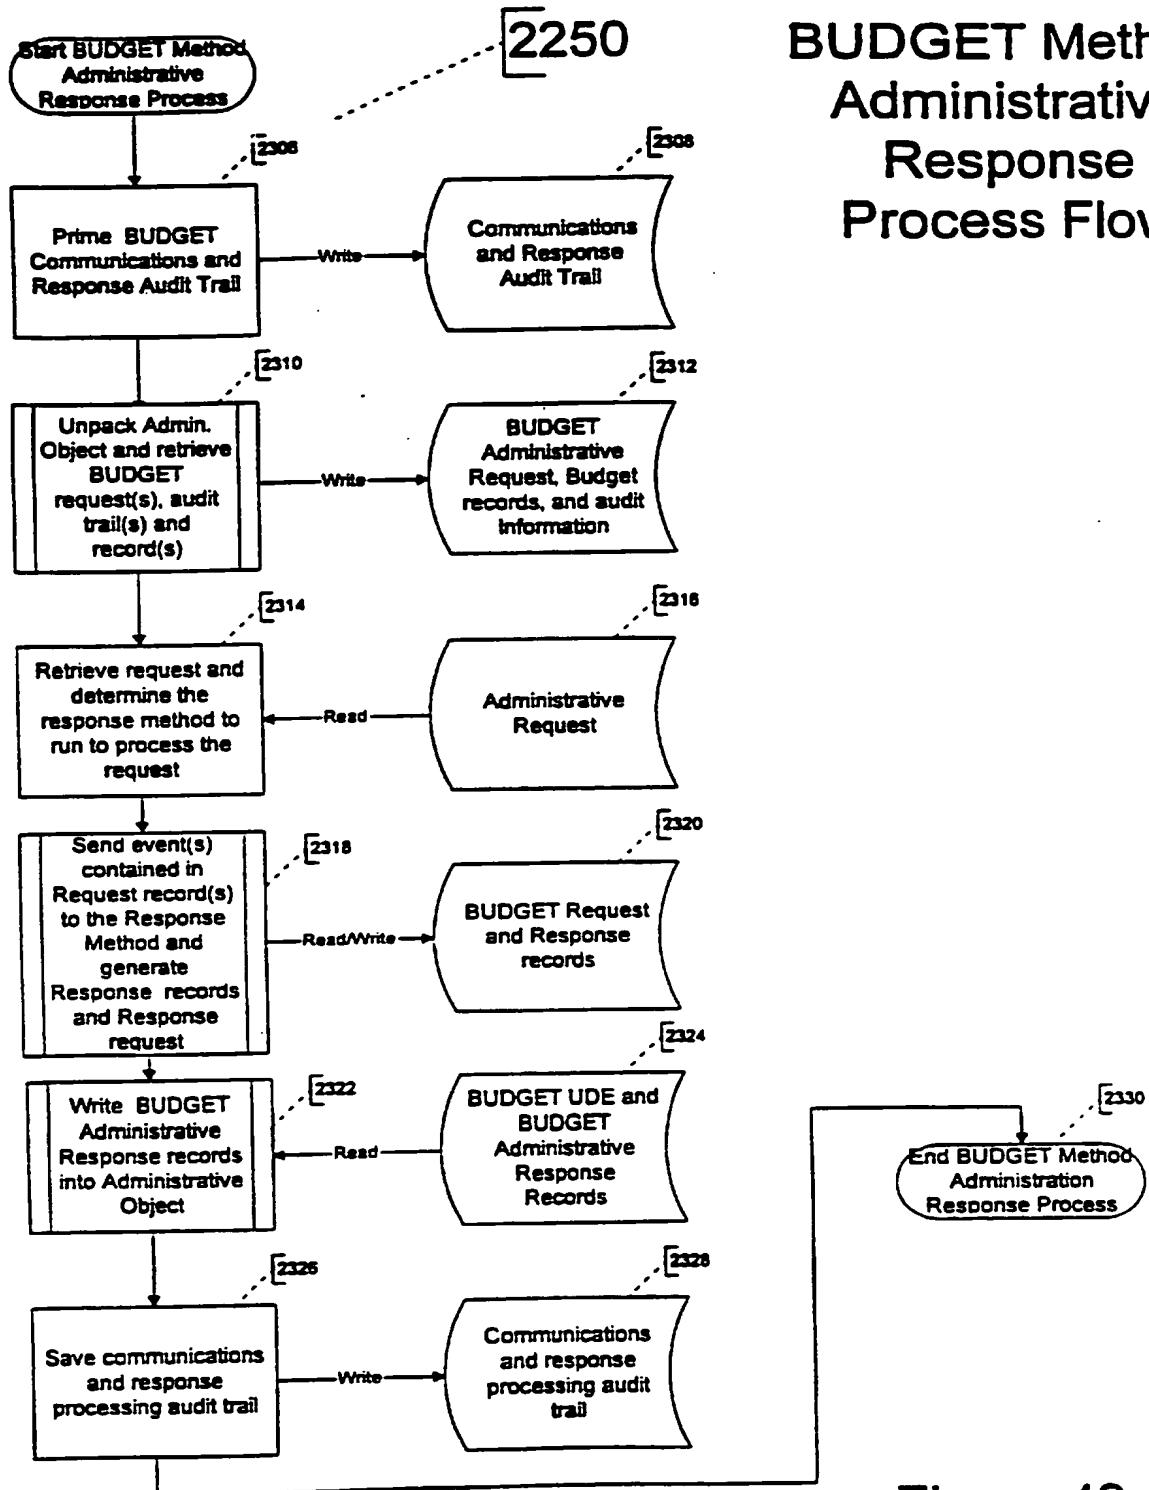 2250
BUDGET Meth
Administrativ
Response
Process Flow
Start BUDGET Method
Administrative
Response Process
2306
Prime BUDGET
Communications and
Response Audit Trail
Write
2308
Communications
and Response
Audit Trail
2310
Unpack Admin.
Object and retrieve
BUDGET
request(s), audit
trail(s) and
record(s)
Write
2312
BUDGET
Administrative
Request, Budget
records, and audit
information
2314
Retrieve request and
determine the
response method to
run to process the
request
Read
2316
Administrative
Request
2318
Send event(s)
contained in
Request record(s)
to the Response
Method and
generate
Response records
and Response
request
Read/Write
2320
BUDGET Request
and Response
records
2322
Write BUDGET
Administrative
Response records
into Administrative
Object
Read
2324
BUDGET UDE and
BUDGET
Administrative
Response
Records
2326
Save communications
and response
processing audit trail
Write
2328
Communications
and response
processing audit
trail
2330
End BUDGET Method
Administration
Response Process